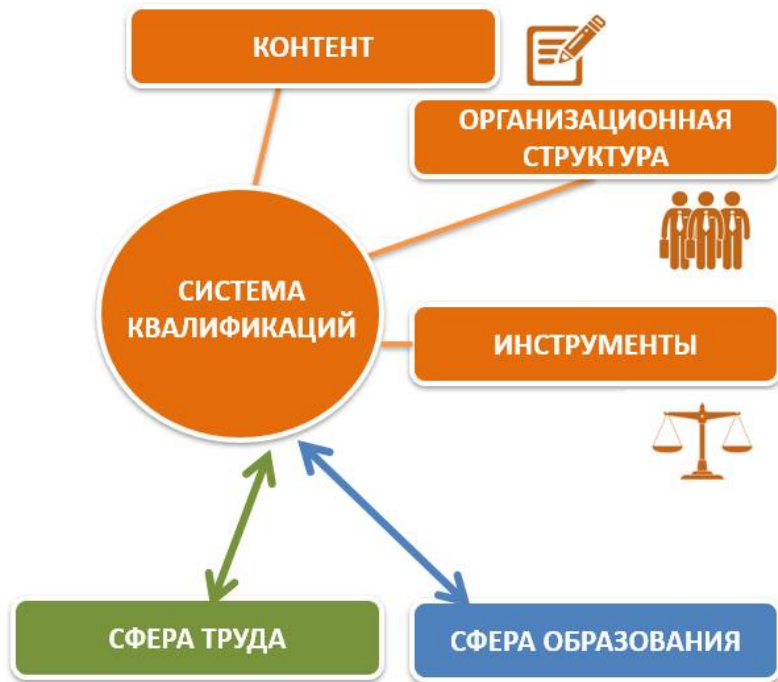 КОНТЕНТ
ОРГАНИЗАЦИОННАЯ
СТРУКТУРА
СИСТЕМА
КВАЛИФИКАЦИЙ
ИНСТРУМЕНТЫ
СФЕРА ТРУДА
СФЕРА ОБРАЗОВАНИЯ